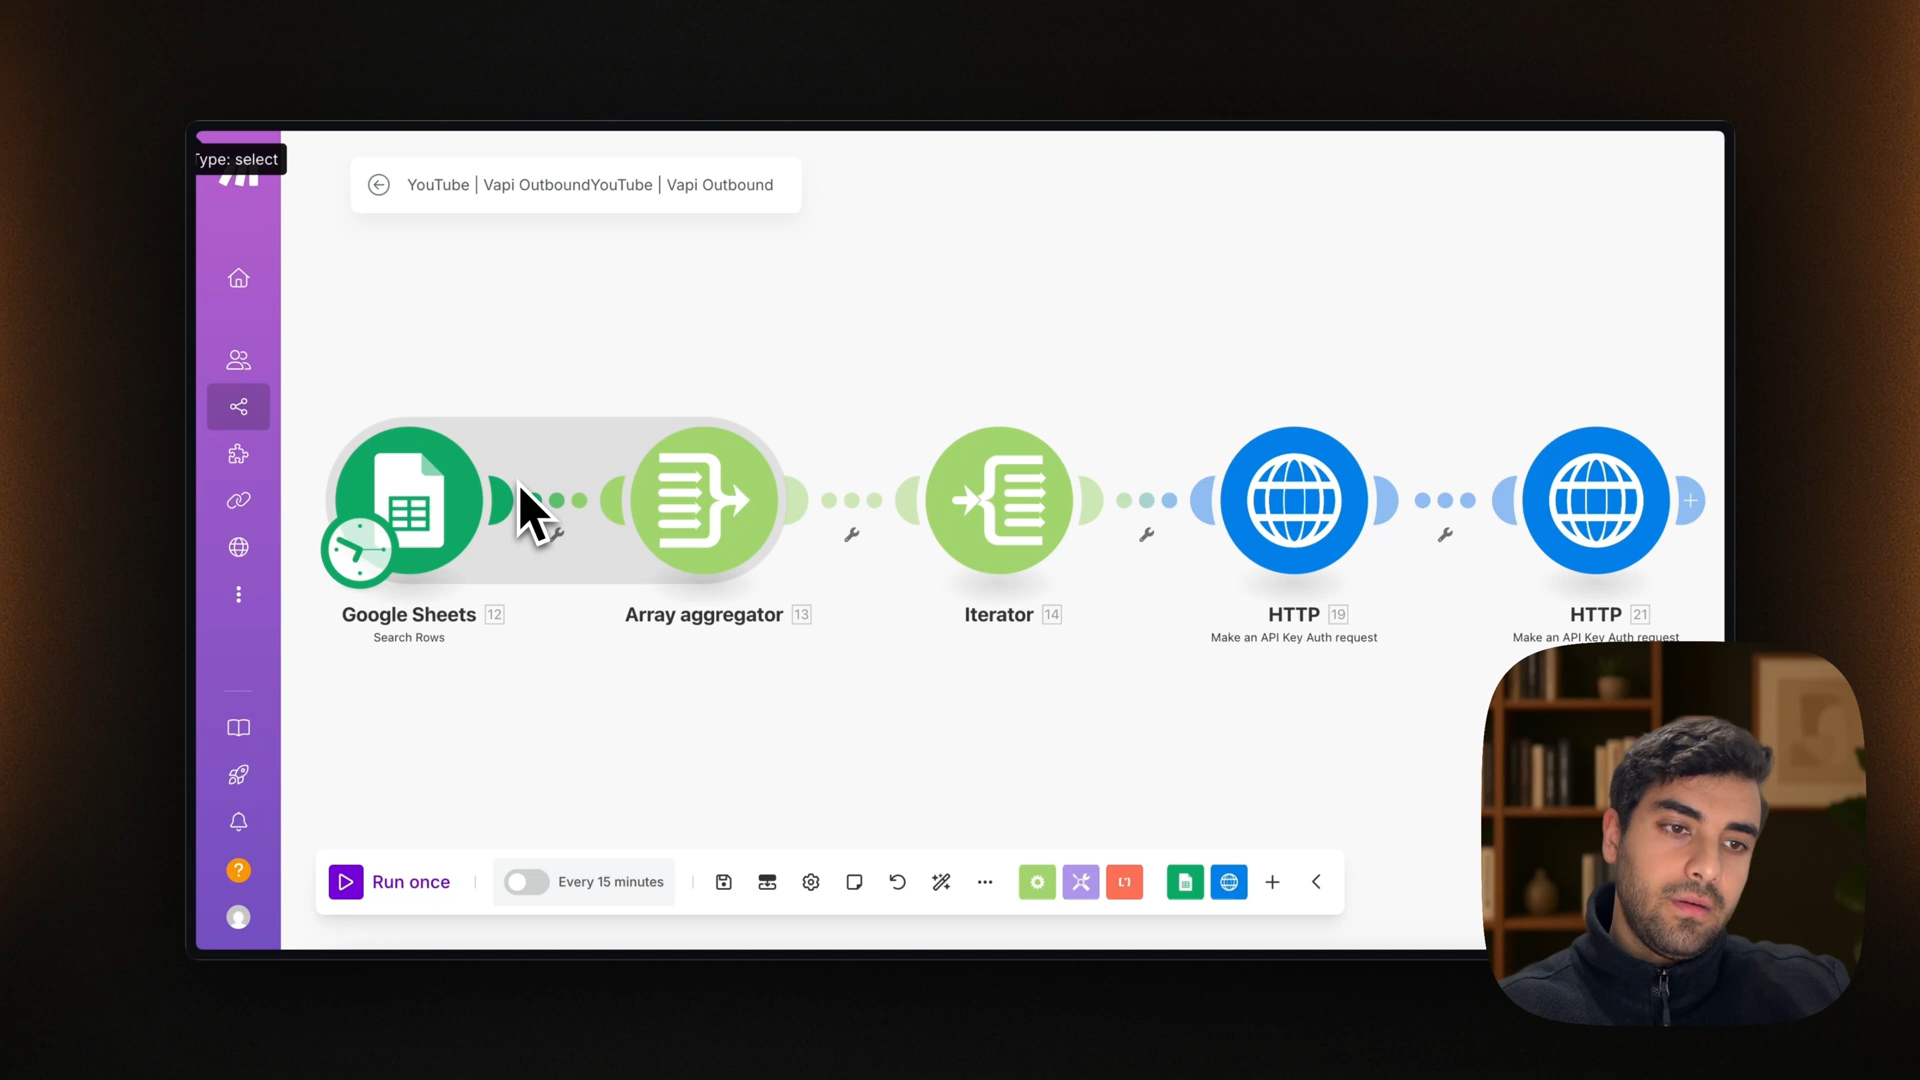 Type: select
YouTube | Vapi OutboundYouTube | Vapi Outbound
Google Sheets 12
Search Rows
Array aggregator 13
Iterator 14
HTTP 19
Make an API Key Auth request
HTTP 21
Make an API Key Auth request
?
Run once
Every 15 minutes